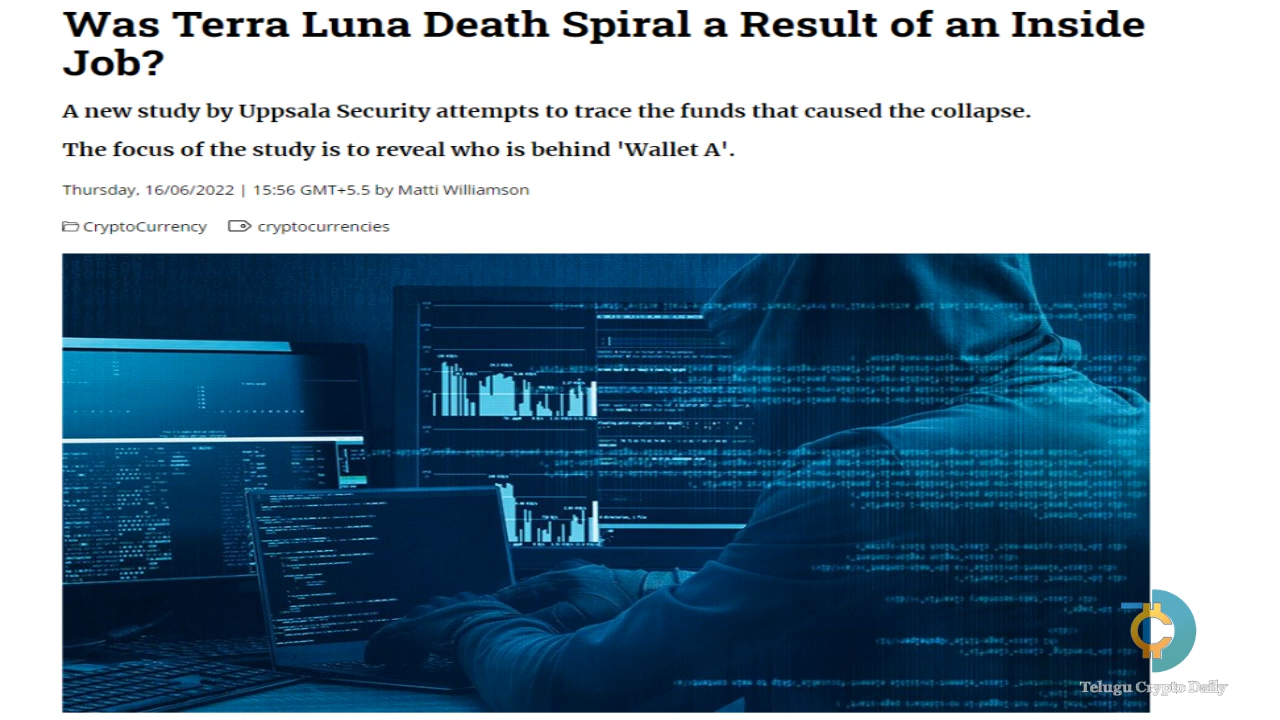 Was Terra Luna Death Spiral a Result of an Inside
Job?
A new study by Uppsala Security attempts to trace the funds that caused the collapse.
The focus of the study is to reveal who is behind 'Wallet A'.
Thursday, 16/06/2022 | 15:56 GMT+5.5 by Matti Williamson
CryptoCurrency cryptocurrencies
Telugu Crypto Daily